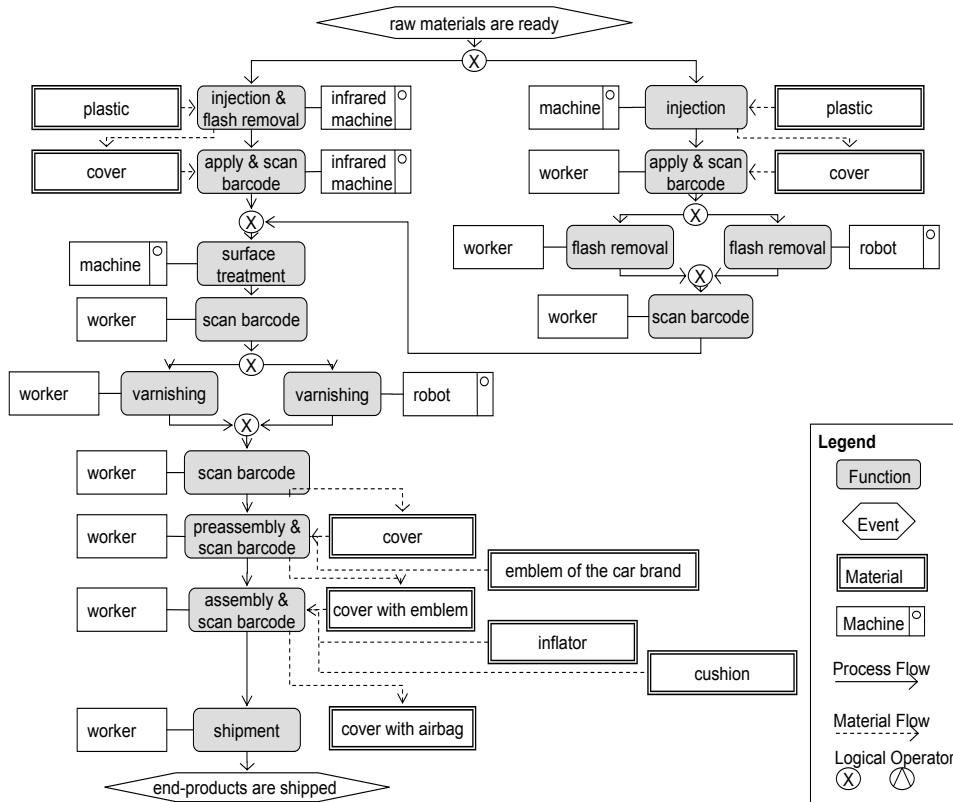 raw materials are ready
X
plastic
injection &
flash removal
infrared
machine
machine
injection
plastic
cover
apply & scan
barcode
infrared
machine
worker
apply & scan
barcode
cover
X
X
worker
flash removal
flash removal
robot
machine
surface
treatment
X
worker
scan barcode
worker
scan barcode
X
worker
varnishing
varnishing
robot
X
worker
scan barcode
worker
preassembly &
scan barcode
cover
emblem of the car brand
worker
assembly &
scan barcode
cover with emblem
inflator
cushion
worker
shipment
cover with airbag
end-products are shipped
Legend
Function
Event
Material
Machine
Process Flow
Material Flow
Logical Operator
X